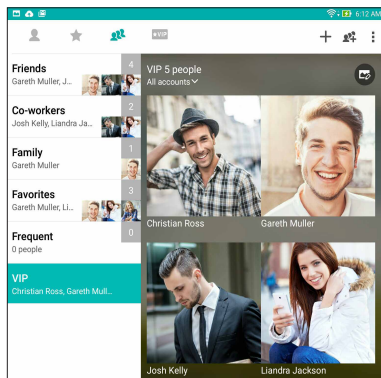 6:12 AM
VIP
Friends
4
Gareth Muller, J...
Co-workers
2
Josh Kelly, Liandra Ja...
Family
1
Gareth Muller
Favorites
3
Gareth Muller, Li...
Frequent
0
0 people
VIP
Christian Ross, Gareth Mull...
VIP 5 people
All accounts
Christian Ross
Gareth Muller
Josh Kelly
Liandra Jackson